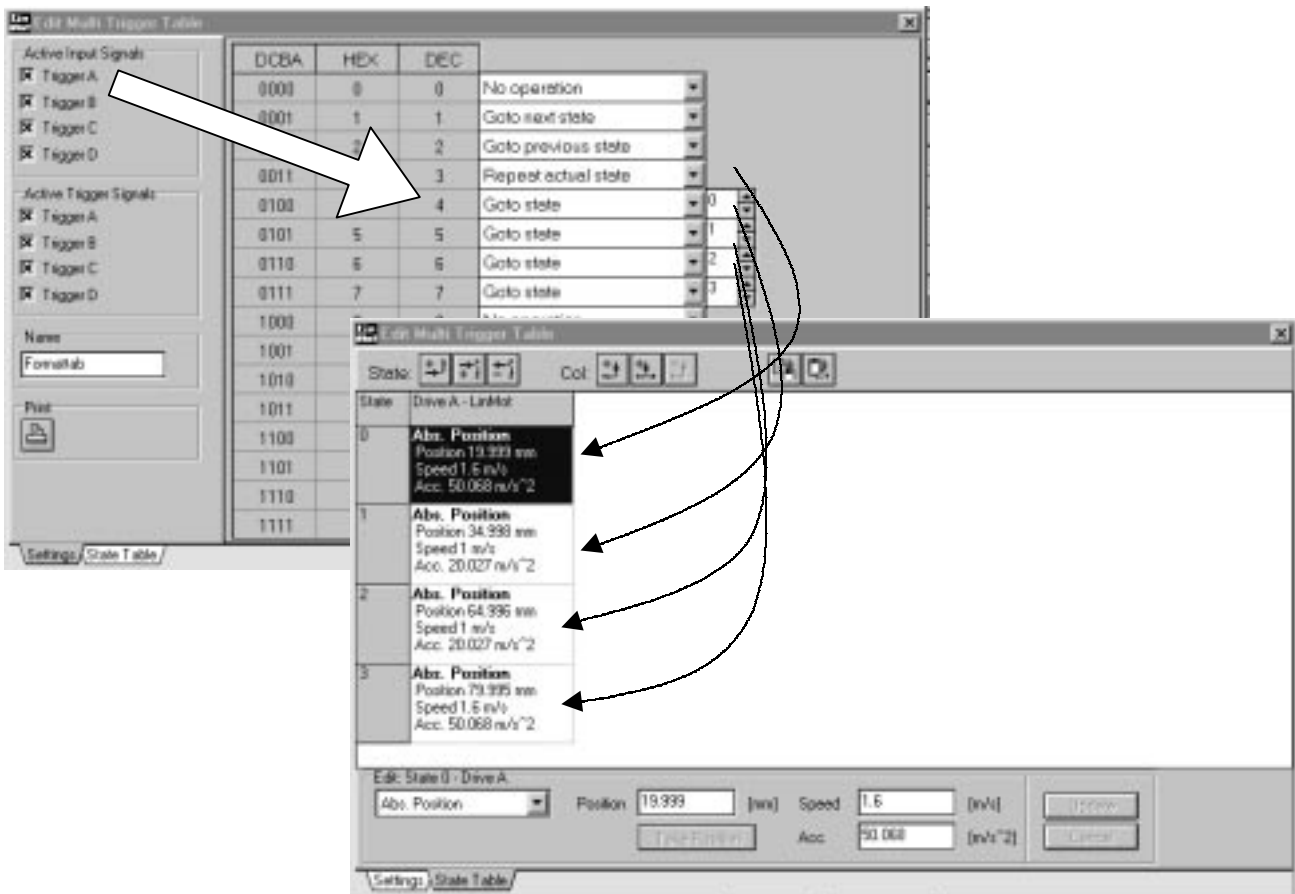 Edit Multi Trigger Table
Active Input Signals
Trigger A
Trigger B
Trigger C
Trigger D
Active Trigger Signals
Trigger A
Trigger B
Trigger C
Trigger D
Name
Formattab
Print
Settings State Table
DCBA HEX DEC
0000 0 0 No operation
0001 1 1 Goto next state
2 2 Goto previous state
0011 3 Repeat actual state
0100 4 Goto state 0
0101 5 5 Goto state 1
0110 6 6 Goto state 2
0111 7 7 Goto state 3
1000
1001
1010
1011
1100
1101
1110
1111
Edit Multi Trigger Table
State: Col:
State Drive A - LinMot
0 Abs. Position
Position 19.999 mm
Speed 1.6 m/s
Acc. 50.068 m/s^2
1 Abs. Position
Position 34.998 mm
Speed 1 m/s
Acc. 20.027 m/s^2
2 Abs. Position
Position 64.996 mm
Speed 1 m/s
Acc. 20.027 m/s^2
3 Abs. Position
Position 79.995 mm
Speed 1.6 m/s
Acc. 50.068 m/s^2
Edit: State 0 - Drive A
Abs. Position Position 19.999 [mm] Speed 1.6 [m/s] Update
Acc. 50.068 [m/s^2] Cancel
Settings State Table